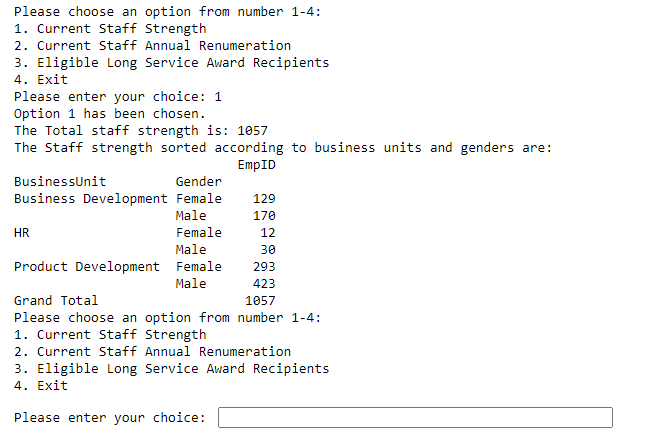 Please choose an option from number 1-4:
1. Current Staff Strength
2. Current Staff Annual Renumeration
3. Eligible Long Service Award Recipients
4. Exit
Please enter your choice: 1
Option 1 has been chosen.
The Total staff strength is: 1057
The Staff strength sorted according to business units and genders are:
EmpID
BusinessUnit Gender
Business Development Female 129
Male 170
HR Female 12
Male 30
Product Development Female 293
Male 423
Grand Total 1057
Please choose an option from number 1-4:
1. Current Staff Strength
2. Current Staff Annual Renumeration
3. Eligible Long Service Award Recipients
4. Exit
Please enter your choice: